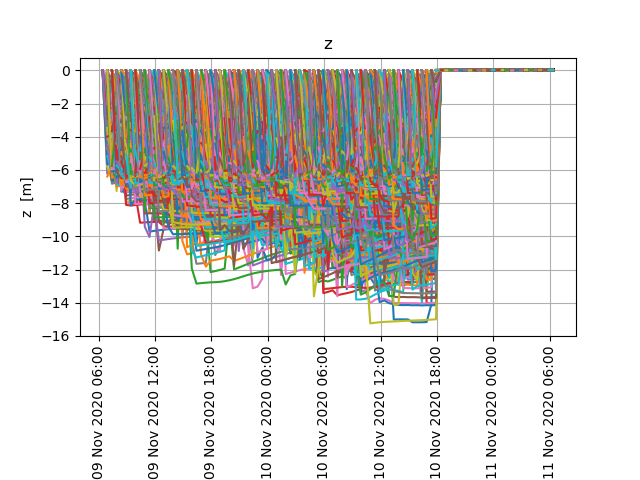 z
0
−2
−4
−6
−8
−10
−12
−14
−16
z [m]
09 Nov 2020 06:00
09 Nov 2020 12:00
09 Nov 2020 18:00
10 Nov 2020 00:00
10 Nov 2020 06:00
10 Nov 2020 12:00
10 Nov 2020 18:00
11 Nov 2020 00:00
11 Nov 2020 06:00